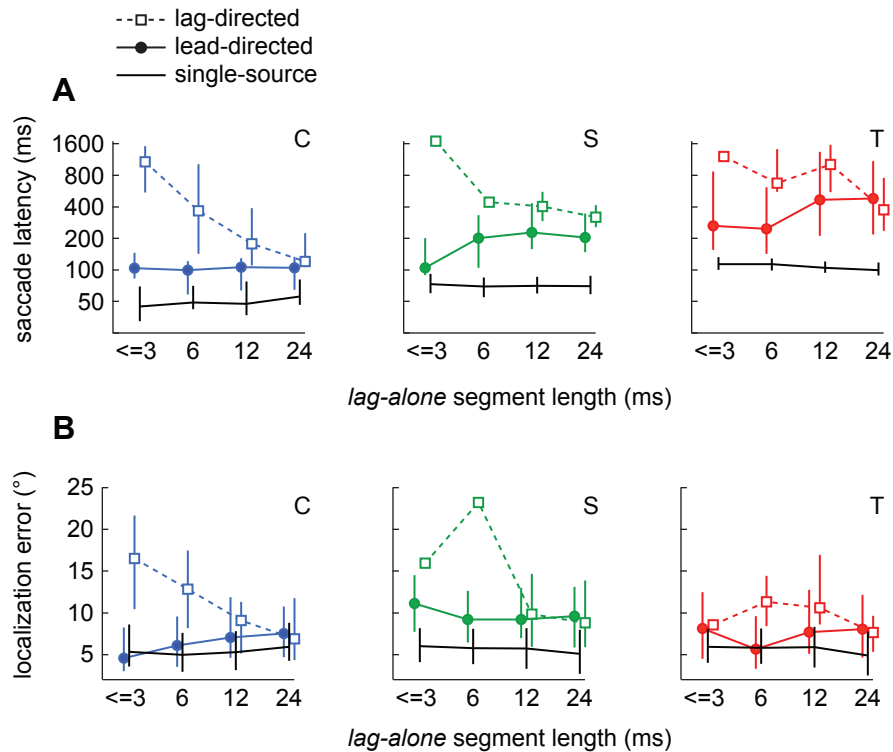 lag-directed
lead-directed
single-source
A
saccade latency (ms)
C
S
T
1600
800
400
200
100
50
<=3 6 12 24
<=3 6 12 24
<=3 6 12 24
lag-alone segment length (ms)
B
localization error (°)
C
S
T
25
20
15
10
5
<=3 6 12 24
<=3 6 12 24
<=3 6 12 24
lag-alone segment length (ms)